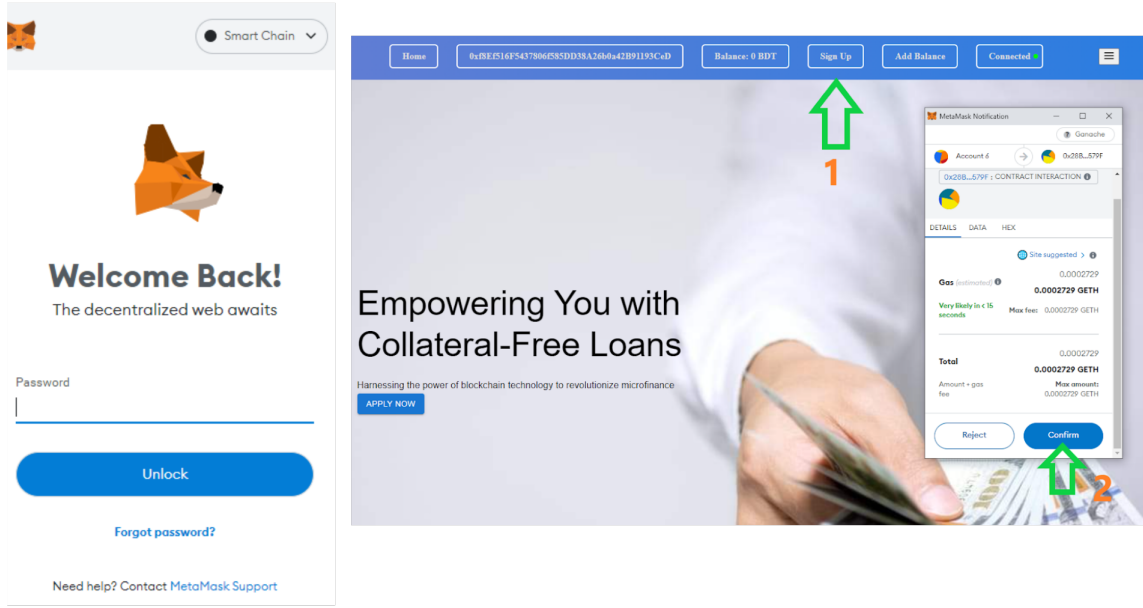 Smart Chain
Welcome Back!
The decentralized web awaits
Password
Unlock
Forgot password?
Need help? Contact MetaMask Support
Home
0xf8Ef516F5437806f585DD38A26b0a42B91193CeD
Balance: 0 BDT
Sign Up
Add Balance
Connected
1
Empowering You with
Collateral-Free Loans
Harnessing the power of blockchain technology to revolutionize microfinance
APPLY NOW
MetaMask Notification
Ganache
Account 6
0x28B...579F
0x28B...579F : CONTRACT INTERACTION
DETAILS DATA HEX
Site suggested >
0.0002729
Gas (estimated) 0.0002729 GETH
Very likely in < 15
seconds
Max fee: 0.0002729 GETH
0.0002729
Total 0.0002729 GETH
Amount + gas
fee
Max amount:
0.0002729 GETH
Reject
Confirm
2